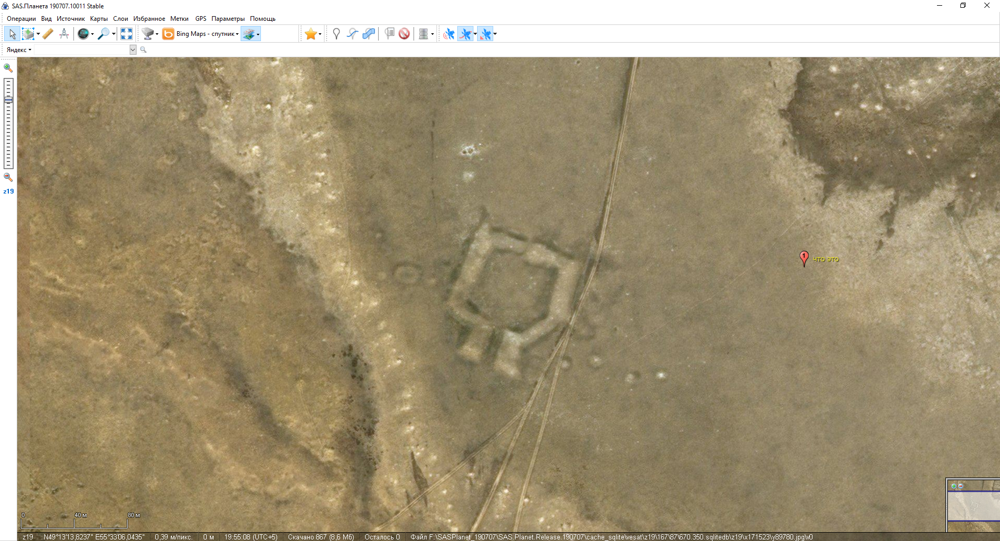 SAS.Планета 190707.10011 Stable
Операции Вид Источник Карты Слои Избранное Метки GPS Параметры Помощь
Bing Maps - спутник
Яндекс
z19
1 что это
0 40 м 80 м
z19 N49°13'13,8237" E55°33'06,0435" 0,39 м/пикс. 0 м 19:55:08 (UTC+5) Скачано 867 (8,6 Мб) Осталось 0 Файл F:\SASPlanet_190707\SAS.Planet.Release.190707\cache_sqlite\vesat\z19\167\87\670.350.sqlitedb\z19\x171523\y89780.jpg\v0